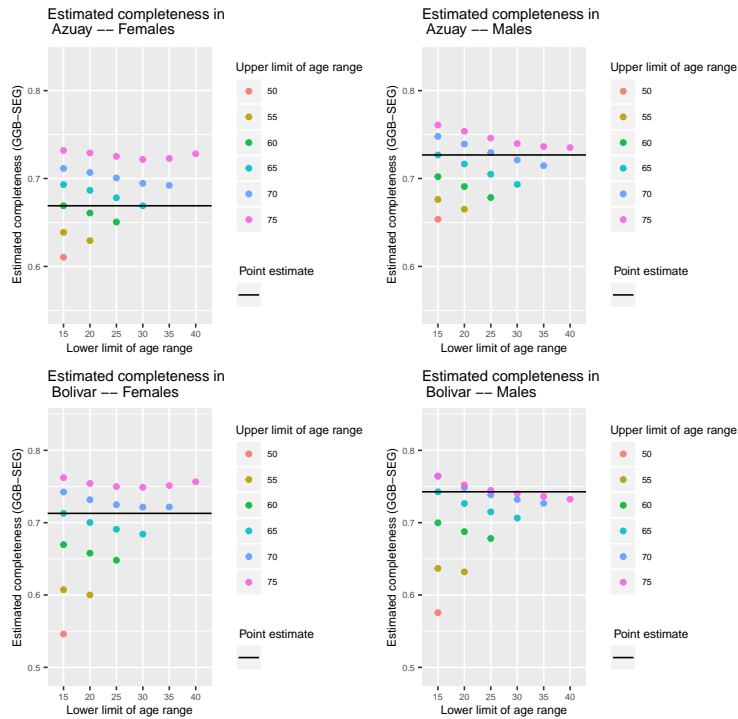 Estimated completeness in
Azuay −− Females
Estimated completeness (GGB−SEG)
0.8
0.7
0.6
15 20 25 30 35 40
Lower limit of age range
Upper limit of age range
50
55
60
65
70
75
Point estimate
Estimated completeness in
Azuay −− Males
Estimated completeness (GGB−SEG)
0.8
0.7
0.6
15 20 25 30 35 40
Lower limit of age range
Upper limit of age range
50
55
60
65
70
75
Point estimate
Estimated completeness in
Bolivar −− Females
Estimated completeness (GGB−SEG)
0.8
0.7
0.6
0.5
15 20 25 30 35 40
Lower limit of age range
Upper limit of age range
50
55
60
65
70
75
Point estimate
Estimated completeness in
Bolivar −− Males
Estimated completeness (GGB−SEG)
0.8
0.7
0.6
0.5
15 20 25 30 35 40
Lower limit of age range
Upper limit of age range
50
55
60
65
70
75
Point estimate